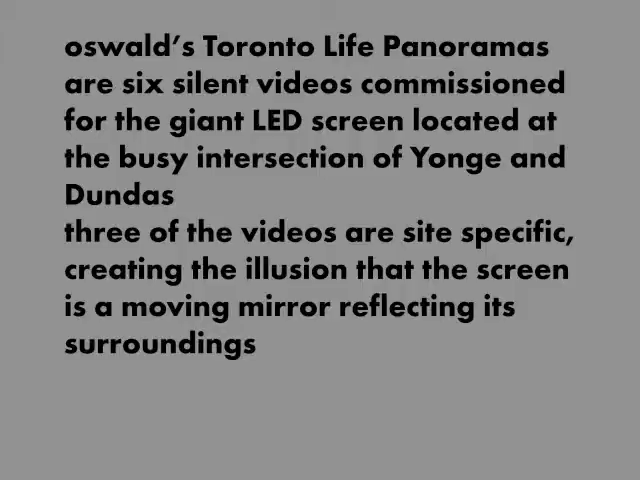 oswald's Toronto Life Panoramas
are six silent videos commissioned
for the giant LED screen located at
the busy intersection of Yonge and
Dundas
three of the videos are site specific,
creating the illusion that the screen
is a moving mirror reflecting its
surroundings